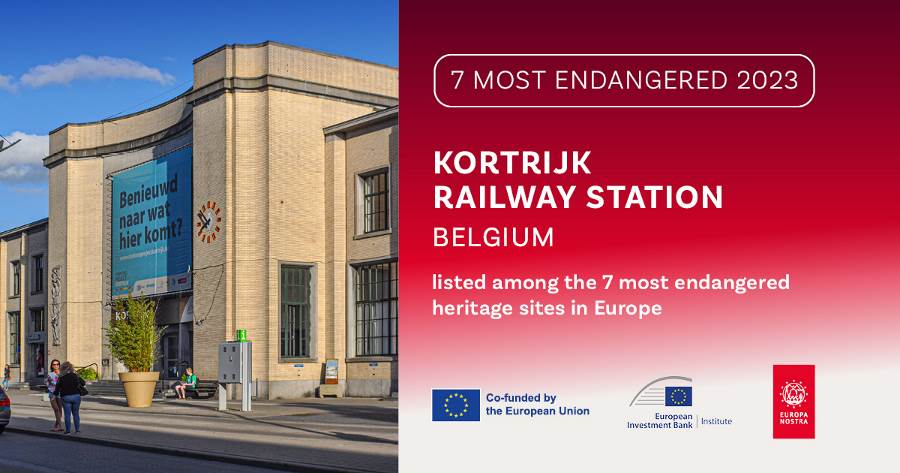 Benieuwd
naar wat
hier komt?
7 MOST ENDANGERED 2023
KORTRIJK
RAILWAY STATION
BELGIUM
listed among the 7 most endangered
heritage sites in Europe
Co-funded by
the European Union
European
Investment Bank | Institute
EUROPA
NOSTRA